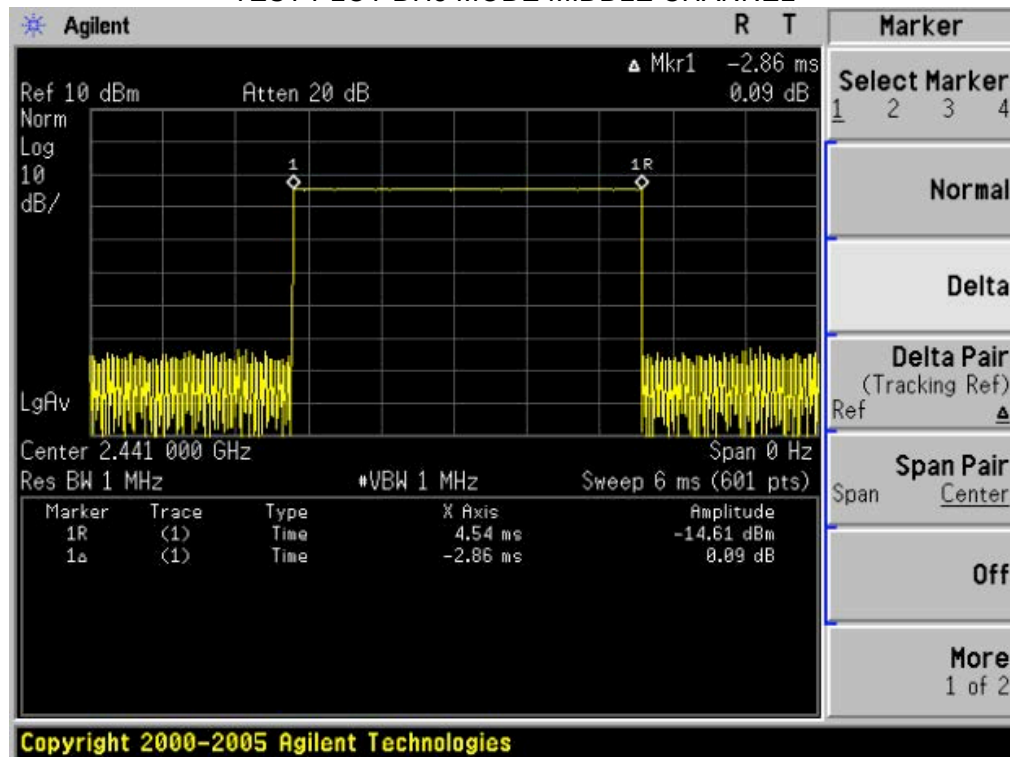 Agilent R T
Δ Mkr1 -2.86 ms
Ref 10 dBm Atten 20 dB 0.09 dB
Norm
Log
10
dB/
1 1R
LgAv
Center 2.441 000 GHz Span 0 Hz
Res BW 1 MHz #VBW 1 MHz Sweep 6 ms (601 pts)
Marker Trace Type X Axis Amplitude
1R (1) Time 4.54 ms -14.61 dBm
1Δ (1) Time -2.86 ms 0.09 dB
Marker
Select Marker
1 2 3 4
Normal
Delta
Delta Pair
(Tracking Ref)
Ref Δ
Span Pair
Span Center
Off
More
1 of 2
Copyright 2000-2005 Agilent Technologies